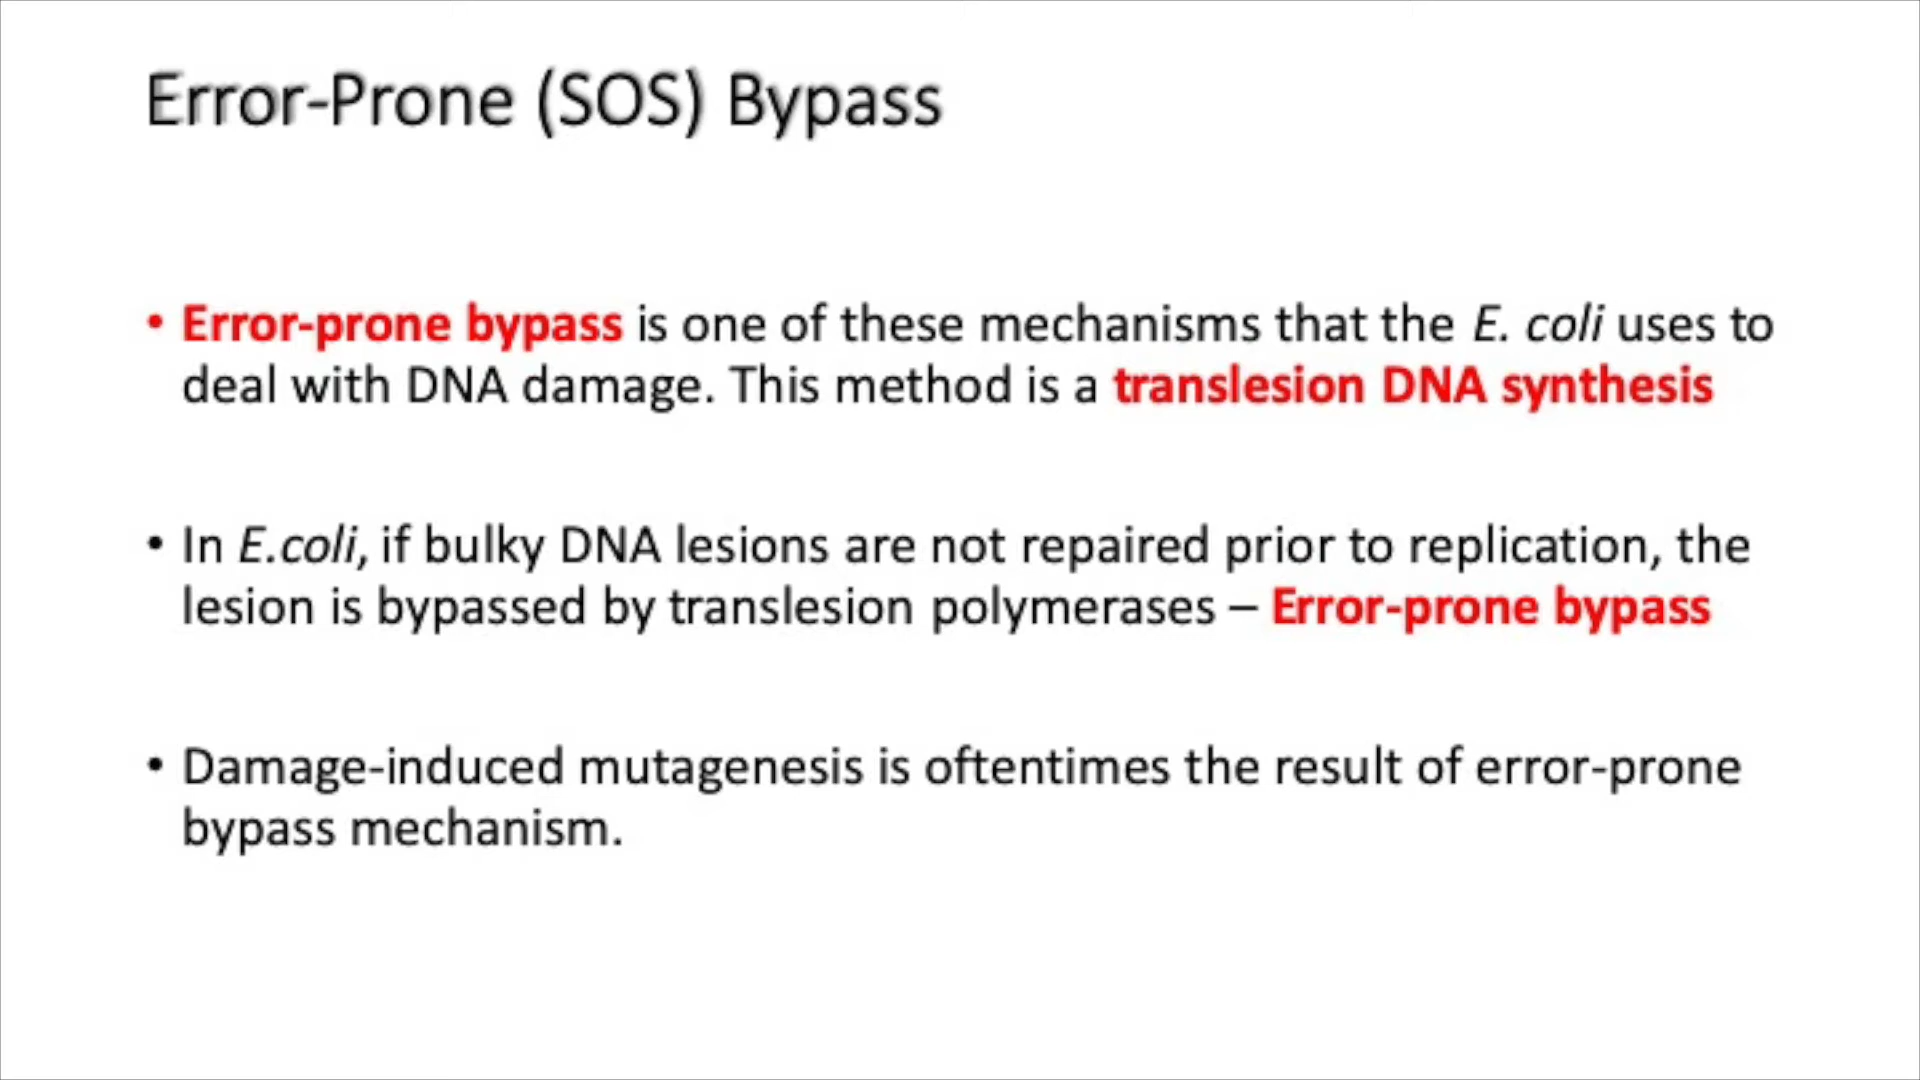 Error-Prone (SOS) Bypass
• Error-prone bypass is one of these mechanisms that the E. coli uses to
deal with DNA damage. This method is a translesion DNA synthesis
• In E.coli, if bulky DNA lesions are not repaired prior to replication, the
lesion is bypassed by translesion polymerases – Error-prone bypass
• Damage-induced mutagenesis is oftentimes the result of error-prone
bypass mechanism.